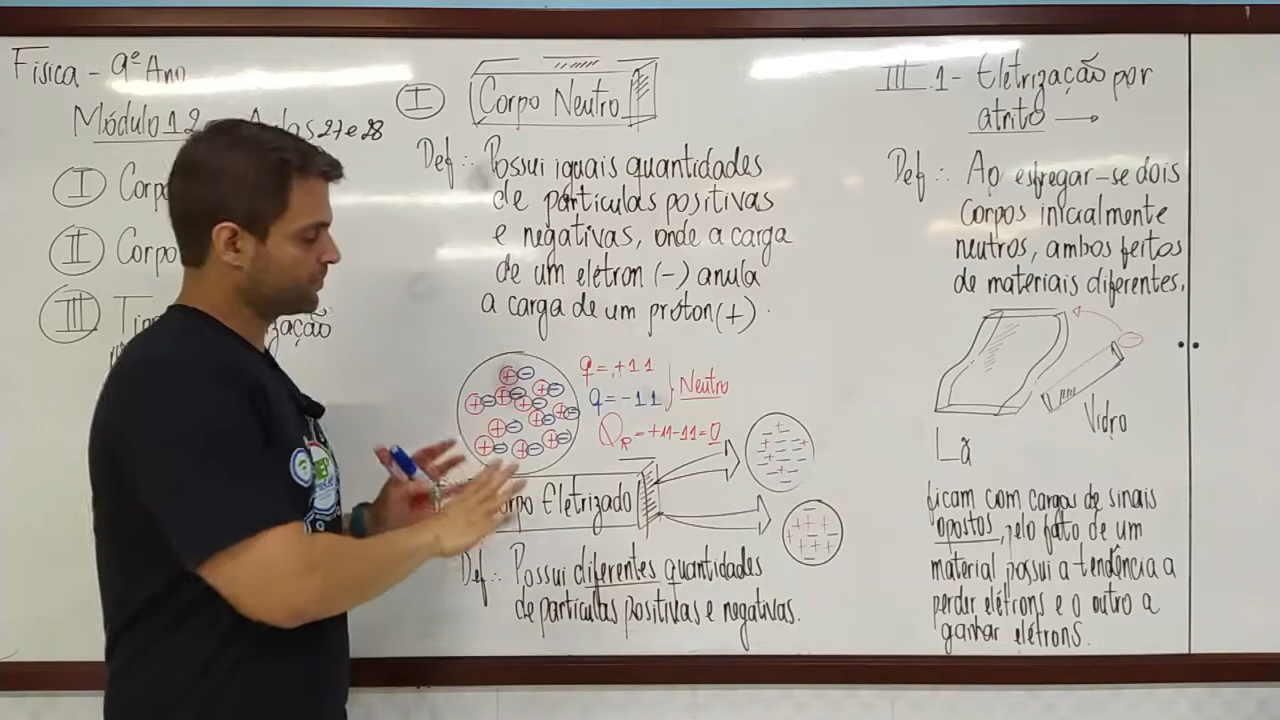 Física - 9º Ano
Módulo 12 Aulas 27 e 28
I
II
III
I Corpo Neutro
Def ∴ Possui iguais quantidades
de partículas positivas
e negativas, onde a carga
de um elétron (-) anula
a carga de um próton (+).
q = +11
q = -11
Neutro
Q_R = +11-11=0
Corpo Eletrizado
Def ∴ Possui diferentes quantidades
de partículas positivas e negativas.
III.1 - Eletrização por
atrito →
Def ∴ Ao esfregar-se dois
corpos inicialmente
neutros, ambos feitos
de materiais diferentes,
Lã
Vidro
ficam com cargas de sinais
opostos, pelo fato de um
material possui a tendência a
perder elétrons e o outro a
ganhar elétrons.